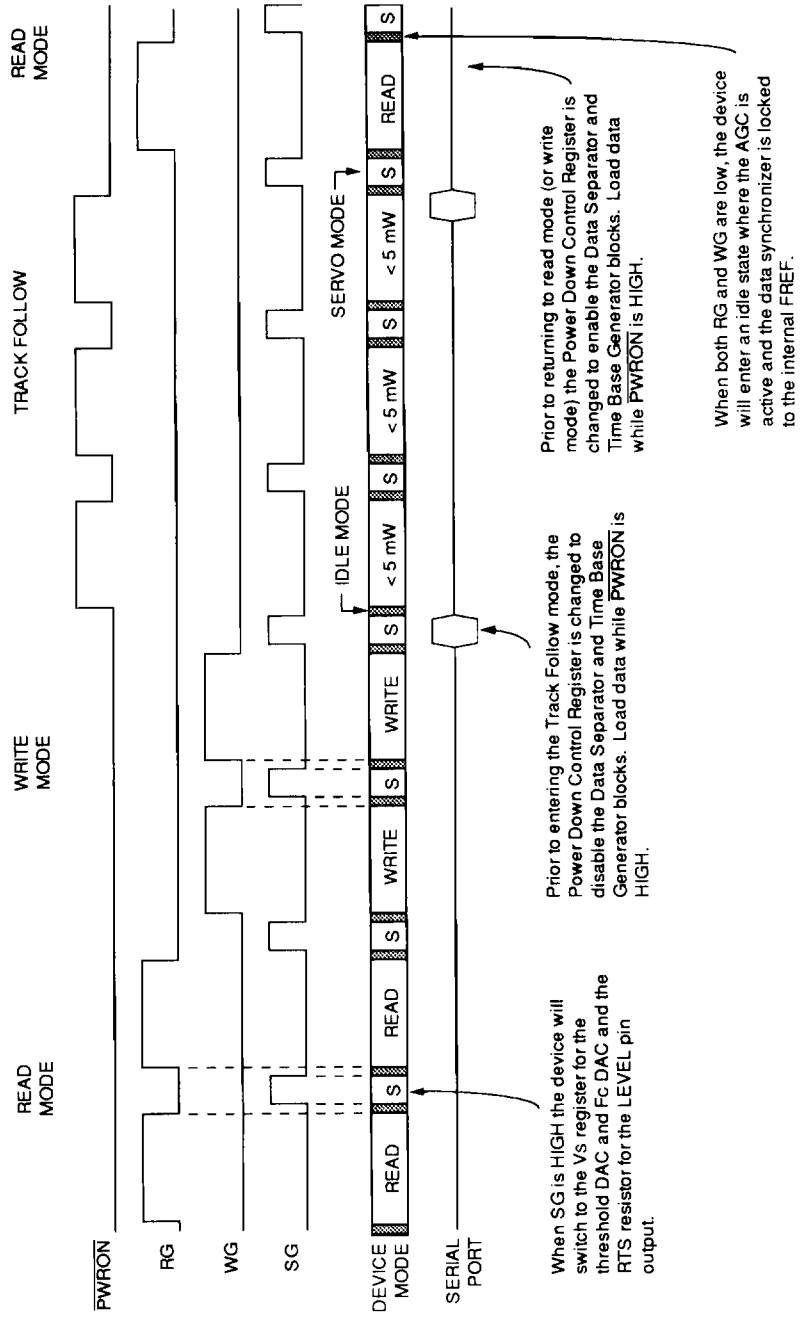 READ
MODE
WRITE
MODE
TRACK FOLLOW
READ
MODE
PWRON
RG
WG
SG
IDLE MODE
SERVO MODE
DEVICE
MODE
READ
S
READ
S
WRITE
S
WRITE
S
< 5 mW
S
< 5 mW
S
< 5 mW
S
READ
S
SERIAL
PORT
When SG is HIGH the device will
switch to the Vs register for the
threshold DAC and Fc DAC and the
RTS resistor for the LEVEL pin
output.
Prior to entering the Track Follow mode, the
Power Down Control Register is changed to
disable the Data Separator and Time Base
Generator blocks. Load data while PWRON is
HIGH.
Prior to returning to read mode (or write
mode) the Power Down Control Register is
changed to enable the Data Separator and
Time Base Generator blocks. Load data
while PWRON is HIGH.
When both RG and WG are low, the device
will enter an idle state where the AGC is
active and the data synchronizer is locked
to the internal FREF.